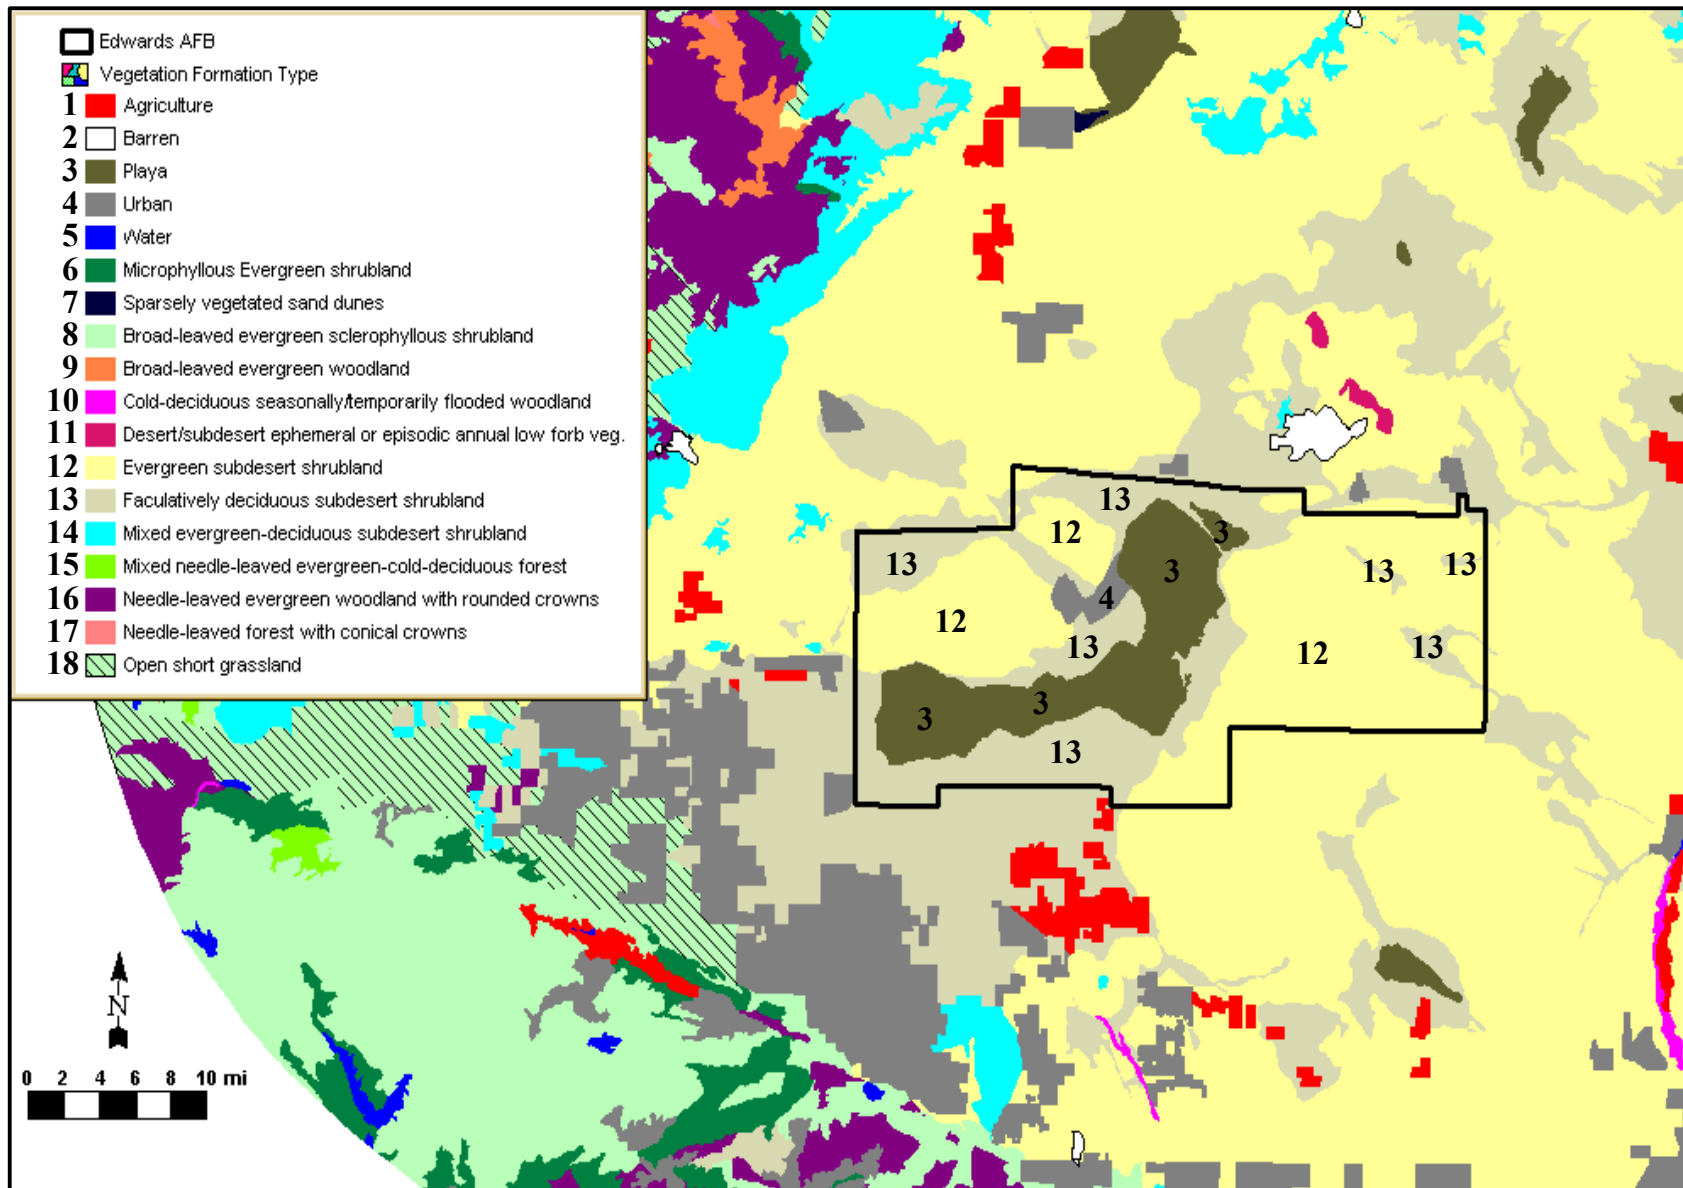 Edwards AFB
Vegetation Formation Type
1 Agriculture
2 Barren
3 Playa
4 Urban
5 Water
6 Microphyllous Evergreen shrubland
7 Sparsely vegetated sand dunes
8 Broad-leaved evergreen sclerophyllous shrubland
9 Broad-leaved evergreen woodland
10 Cold-deciduous seasonally/temporarily flooded woodland
11 Desert/subdesert ephemeral or episodic annual low forb veg.
12 Evergreen subdesert shrubland
13 Faculatively deciduous subdesert shrubland
14 Mixed evergreen-deciduous subdesert shrubland
15 Mixed needle-leaved evergreen-cold-deciduous forest
16 Needle-leaved evergreen woodland with rounded crowns
17 Needle-leaved forest with conical crowns
18 Open short grassland
13
12 3
13 3 13 13
4
12 13 12 13
3 3
13
N
0 2 4 6 8 10 mi